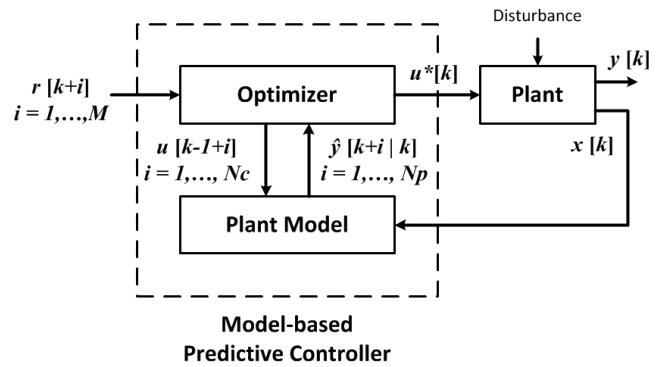 Disturbance
r [k+i]
i = 1,…,M
Optimizer
u*[k]
Plant
y [k]
x [k]
u [k-1+i]
i = 1,…, Nc
ŷ [k+i | k]
i = 1,…, Np
Plant Model
Model-based
Predictive Controller